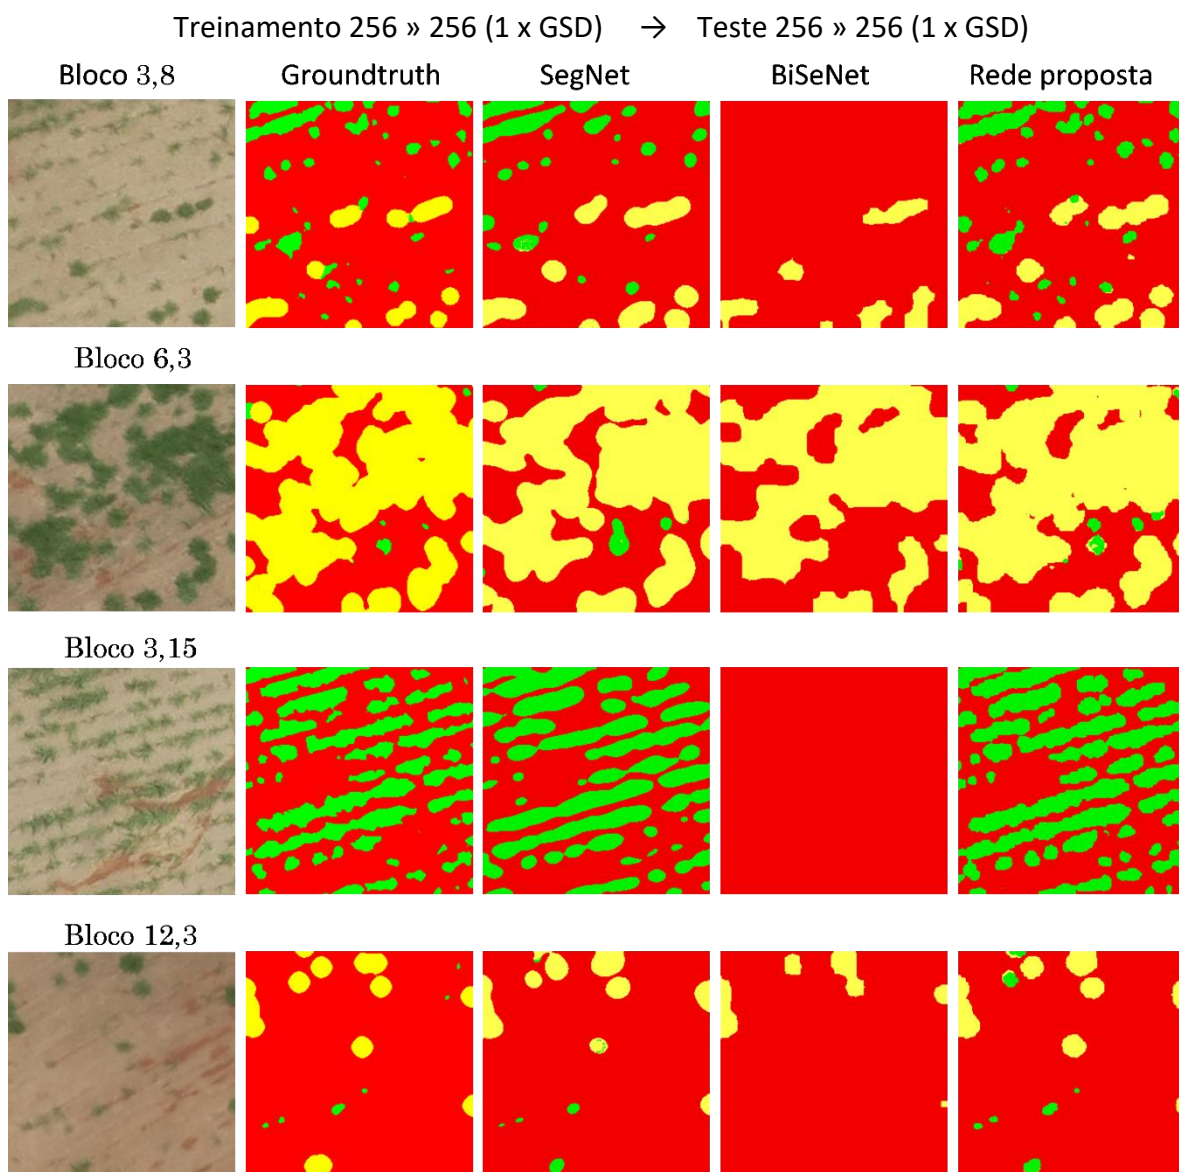 Treinamento 256 » 256 (1 x GSD) → Teste 256 » 256 (1 x GSD)
Bloco 3,8 Groundtruth SegNet BiSeNet Rede proposta
Bloco 6,3
Bloco 3,15
Bloco 12,3